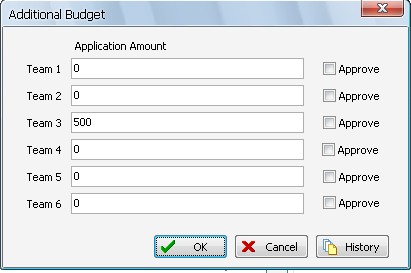 Additional Budget
Application Amount
Team 1 0 Approve
Team 2 0 Approve
Team 3 500 Approve
Team 4 0 Approve
Team 5 0 Approve
Team 6 0 Approve
OK Cancel History